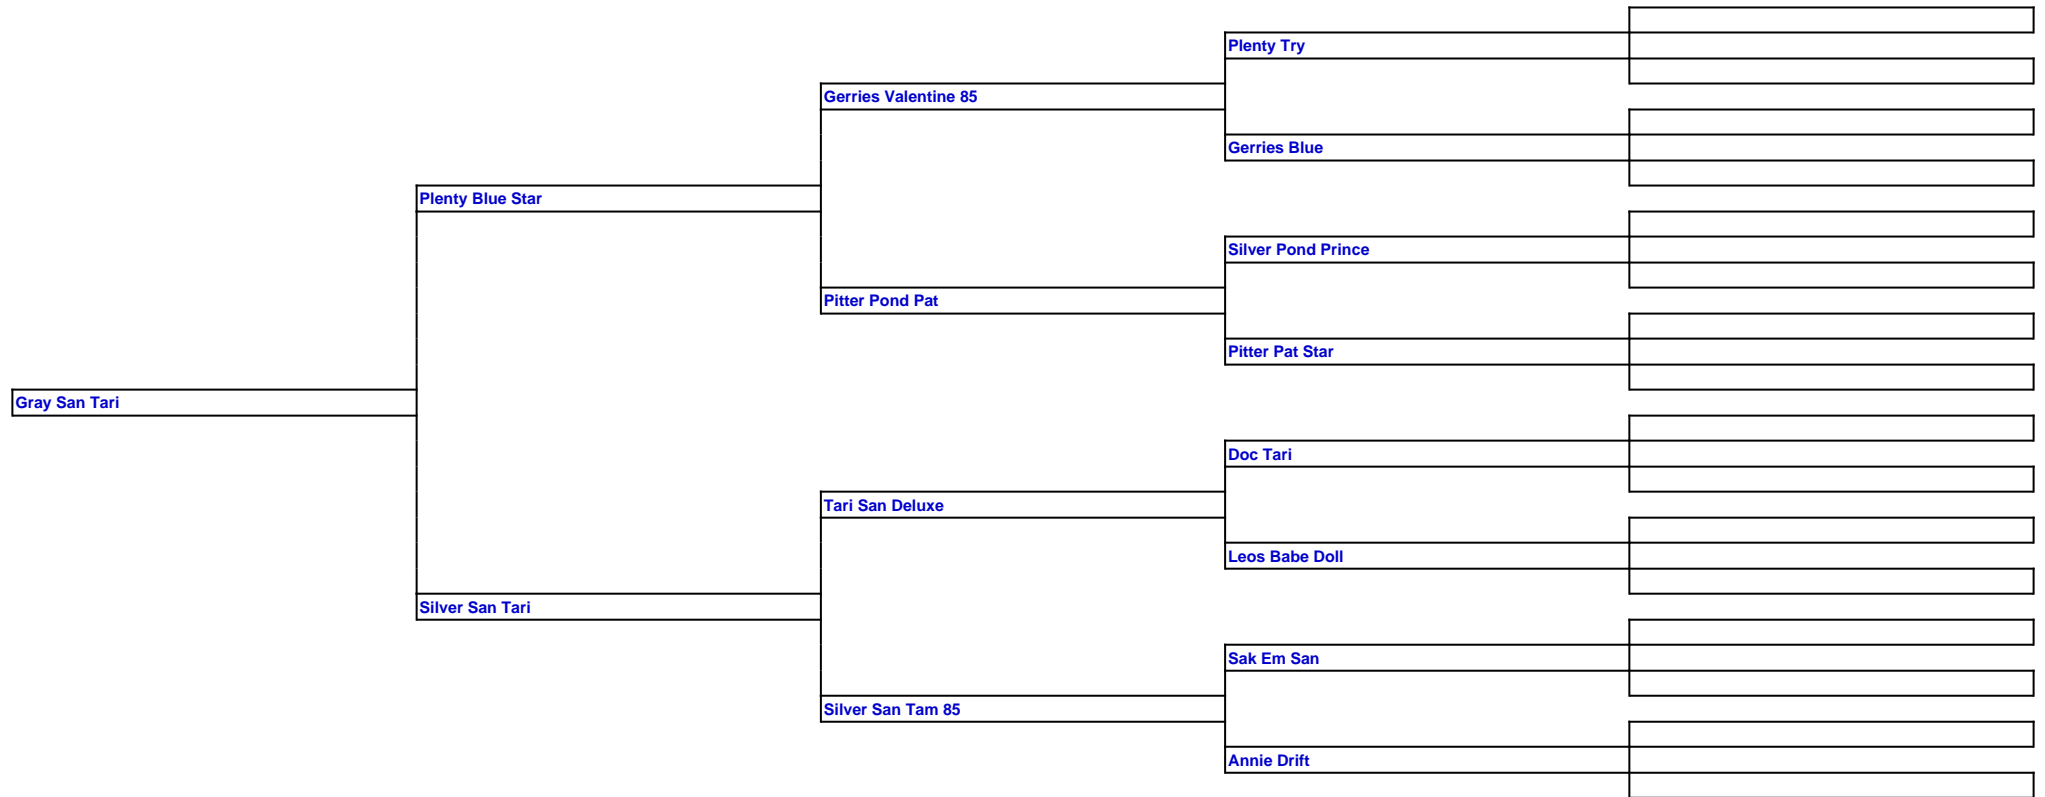 Plenty Try
Gerries Valentine 85
Gerries Blue
Plenty Blue Star
Silver Pond Prince
Pitter Pond Pat
Pitter Pat Star
Gray San Tari
Doc Tari
Tari San Deluxe
Leos Babe Doll
Silver San Tari
Sak Em San
Silver San Tam 85
Annie Drift